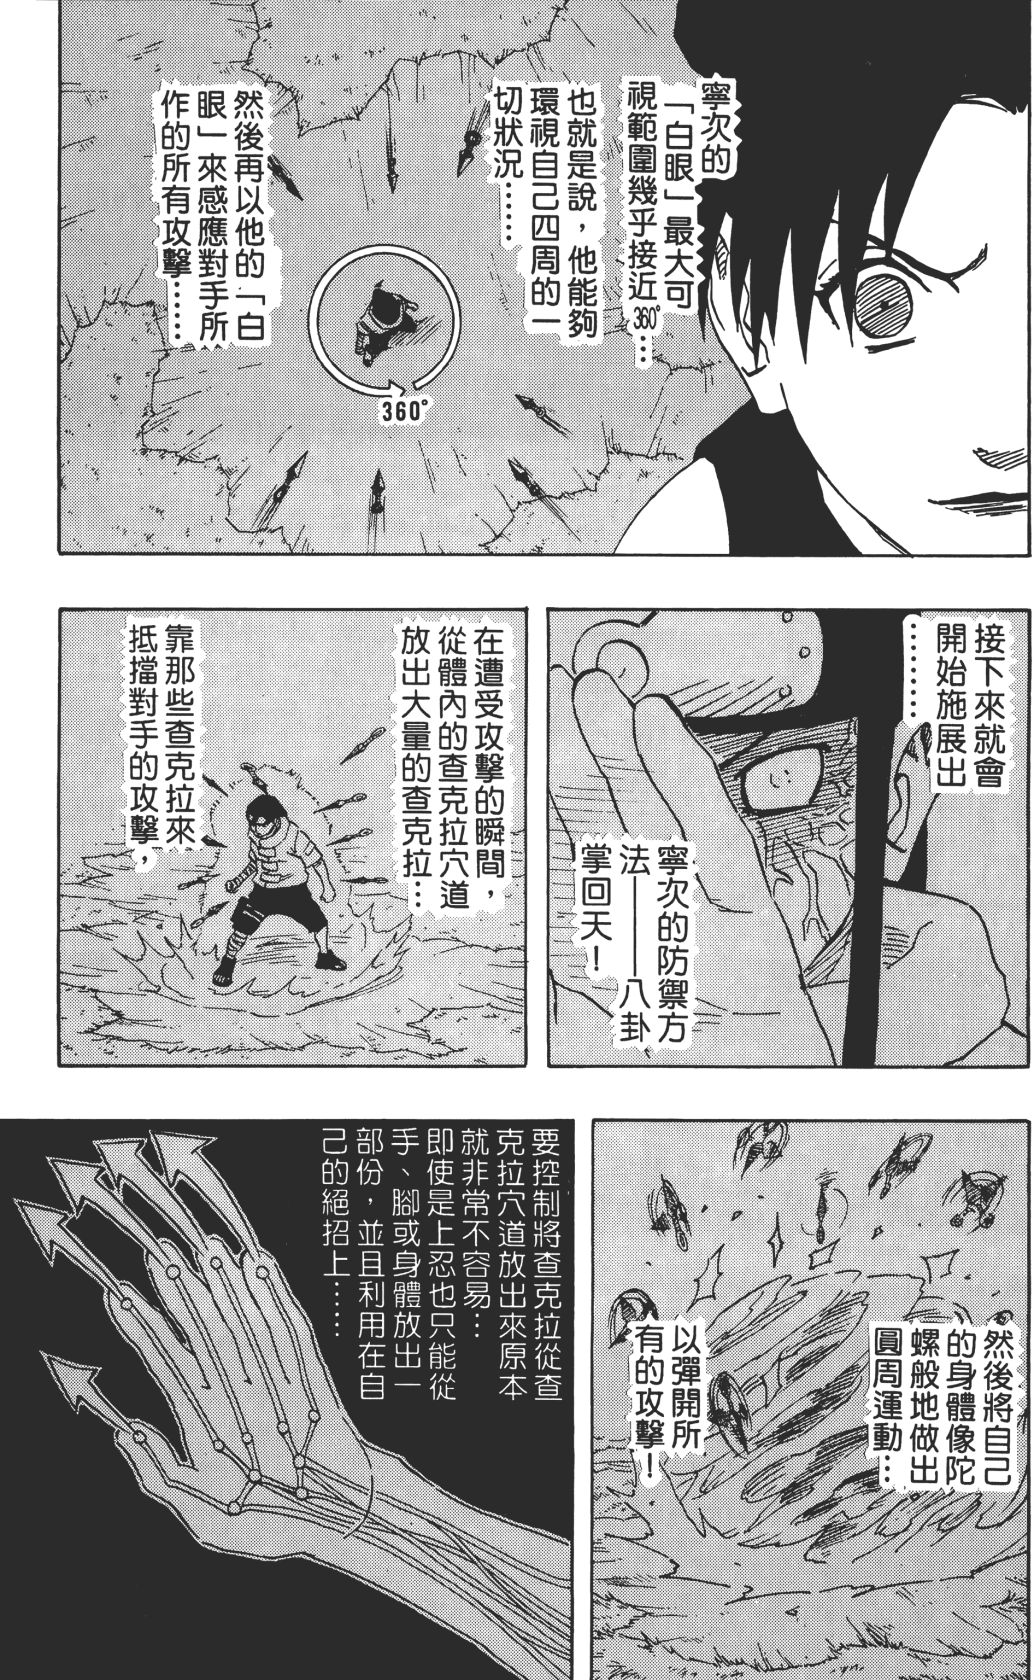 寧次的
「白眼」最大可
視範圍幾乎接近360°…
也就是說，他能夠
環視自己四周的一
切狀況……
然後再以他的「白
眼」來感應對手所
作的所有攻擊……
360°
接下來就會
開始施展出
………
寧次的防禦方
法——八卦
掌回天！
在遭受攻擊的瞬間，
從體內的查克拉穴道
放出大量的查克拉…
靠那些查克拉來
抵擋對手的攻擊，
然後將自己
的身體像陀
螺般地做出
圓周運動…
以彈開所
有的攻擊！
要控制將查克拉從查
克拉穴道放出來原本
就非常不容易…
即使是上忍也只能從
手、腳或身體放出一
部份，並且利用在自
己的絕招上……